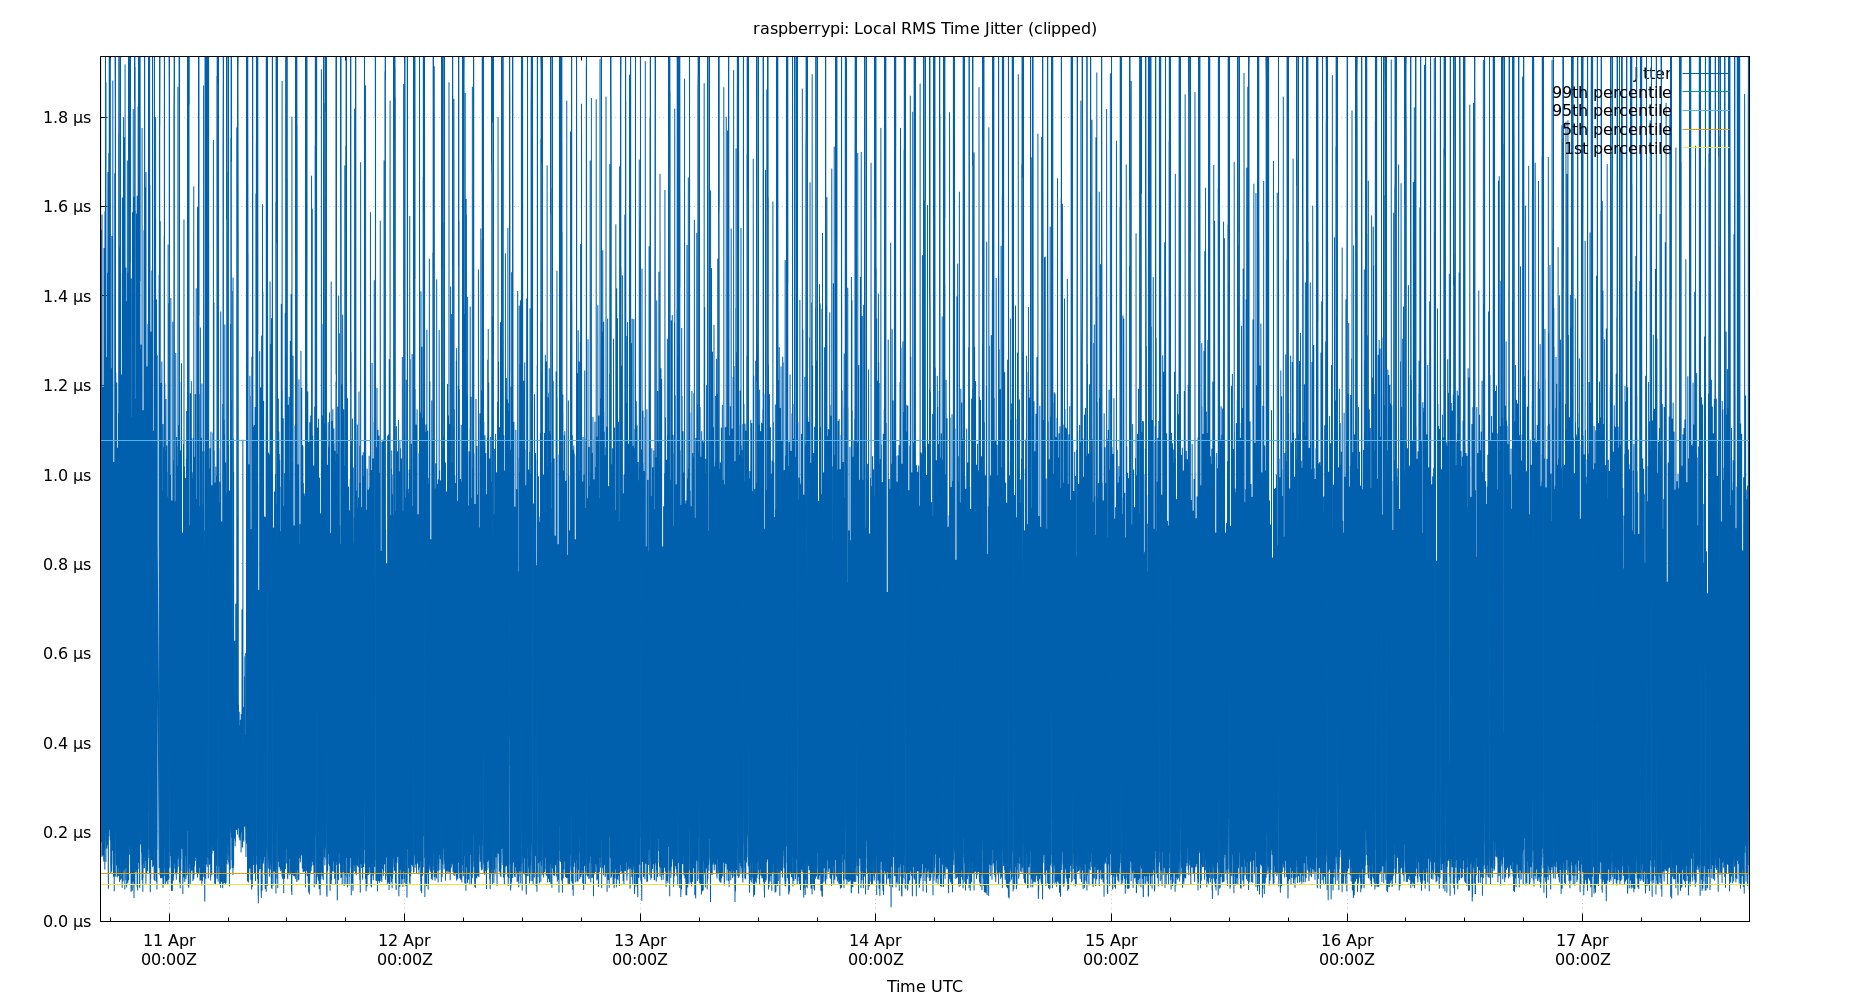 raspberrypi: Local RMS Time Jitter (clipped)
jitter
99th percentile
95th percentile
5th percentile
1st percentile
1.8 µs
1.6 µs
1.4 µs
1.2 µs
1.0 µs
0.8 µs
0.6 µs
0.4 µs
0.2 µs
0.0 µs
11 Apr 12 Apr 13 Apr 14 Apr 15 Apr 16 Apr 17 Apr
00:00Z 00:00Z 00:00Z 00:00Z 00:00Z 00:00Z 00:00Z
Time UTC